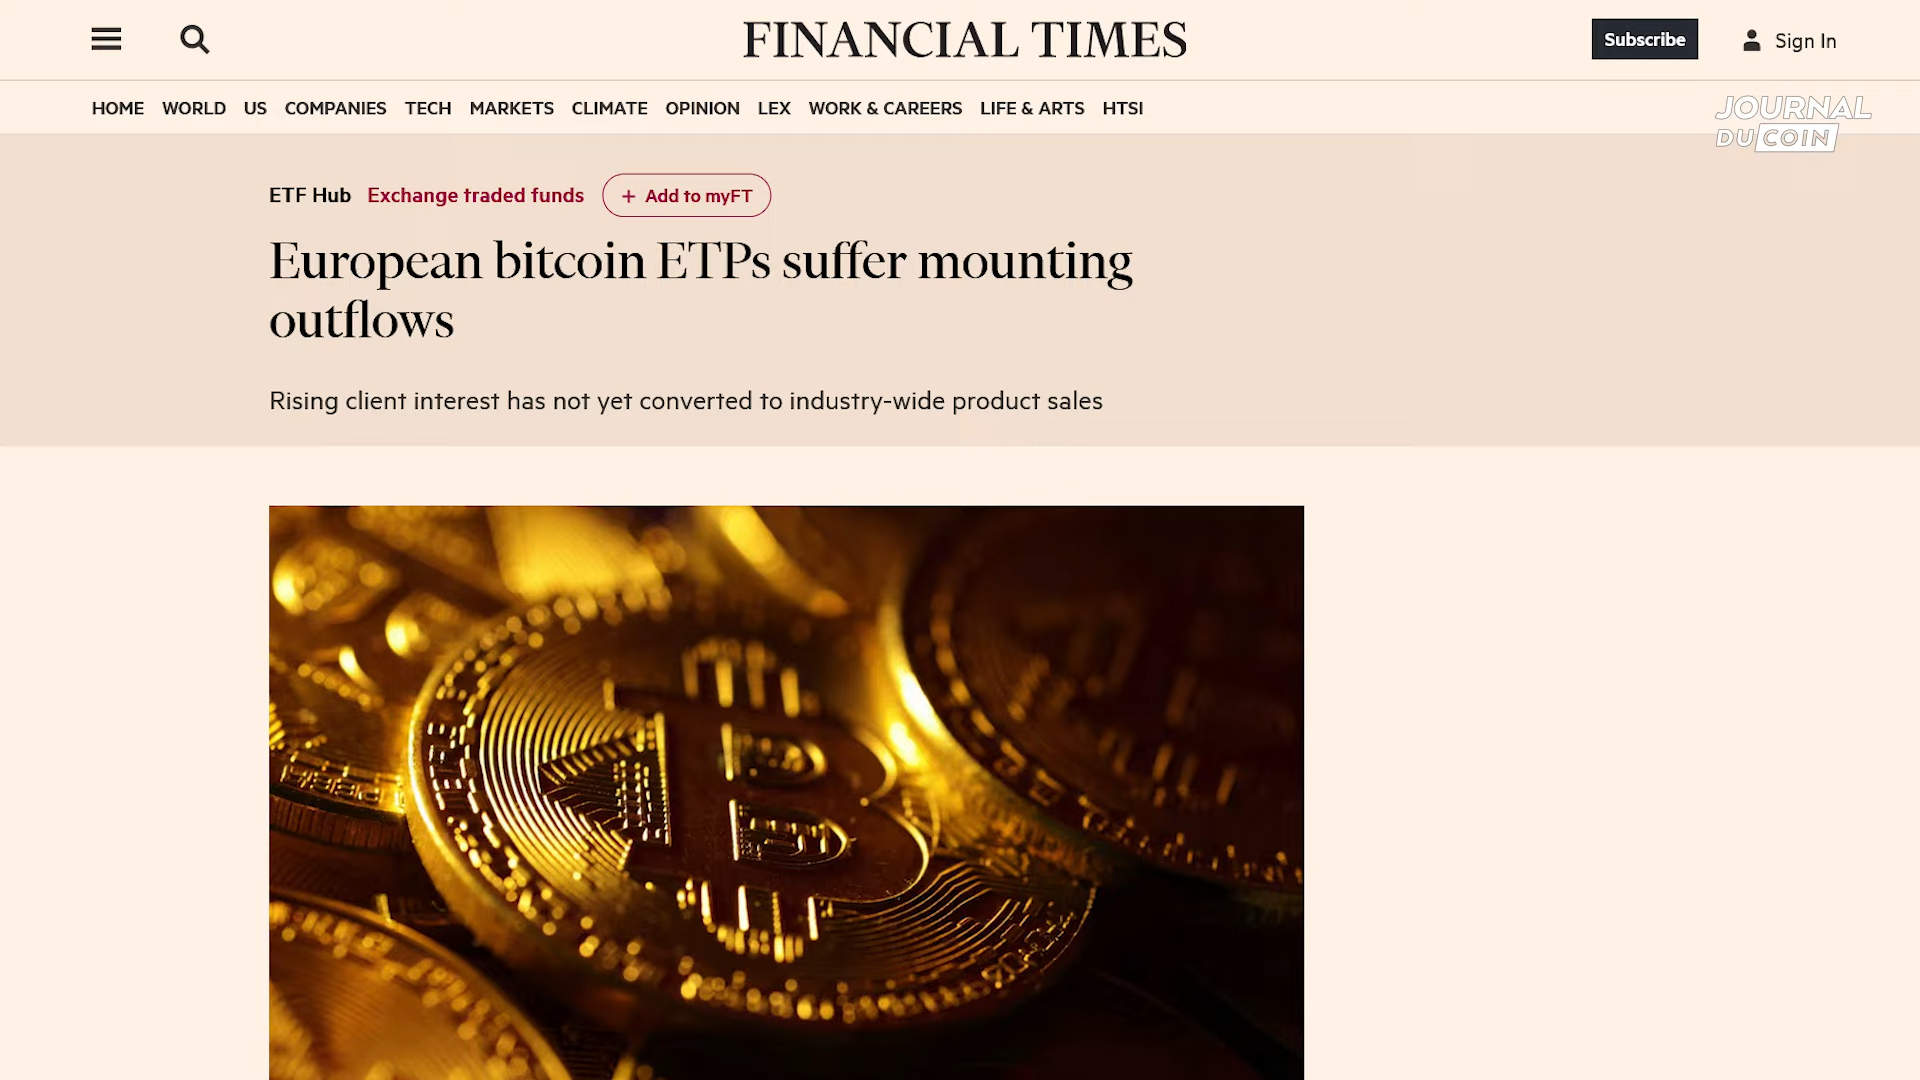 FINANCIAL TIMES
Subscribe
Sign In
HOME WORLD US COMPANIES TECH MARKETS CLIMATE OPINION LEX WORK & CAREERS LIFE & ARTS HTSI
JOURNAL
DU COIN
ETF Hub Exchange traded funds + Add to myFT
European bitcoin ETPs suffer mounting
outflows
Rising client interest has not yet converted to industry-wide product sales